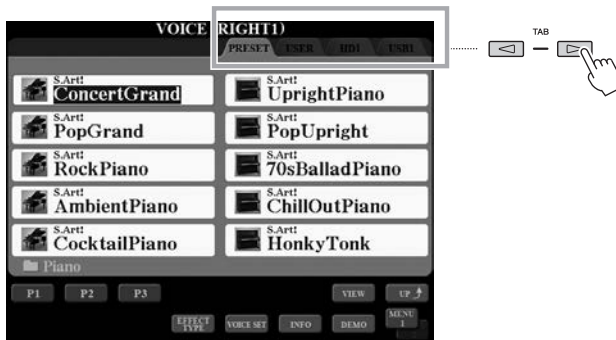 VOICE (RIGHT1)
PRESET USER HD1 USB1
TAB
S.Art!
ConcertGrand
S.Art!
UprightPiano
S.Art!
PopGrand
S.Art!
PopUpright
S.Art!
RockPiano
S.Art!
70sBalladPiano
S.Art!
AmbientPiano
S.Art!
ChillOutPiano
S.Art!
CocktailPiano
S.Art!
HonkyTonk
Piano
P1 P2 P3 VIEW UP
EFFECT TYPE VOICE SET INFO DEMO MENU 1